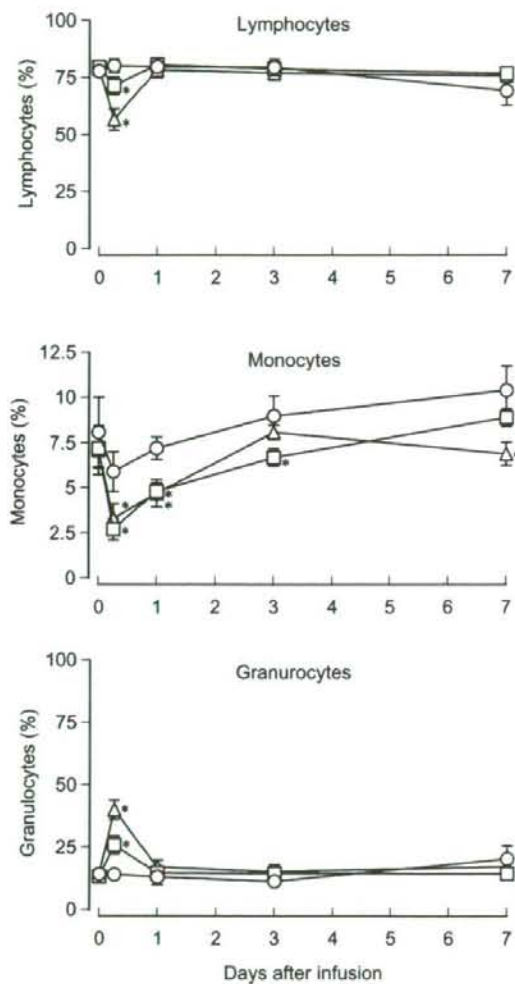 Lymphocytes
Lymphocytes (%)
100
75
50
25
0
*
*
0 1 2 3 4 5 6 7
Monocytes
Monocytes (%)
12.5
10
7.5
5
2.5
0
*
*
*
*
*
0 1 2 3 4 5 6 7
Granurocytes
Granulocytes (%)
100
75
50
25
0
*
*
0 1 2 3 4 5 6 7
Days after infusion